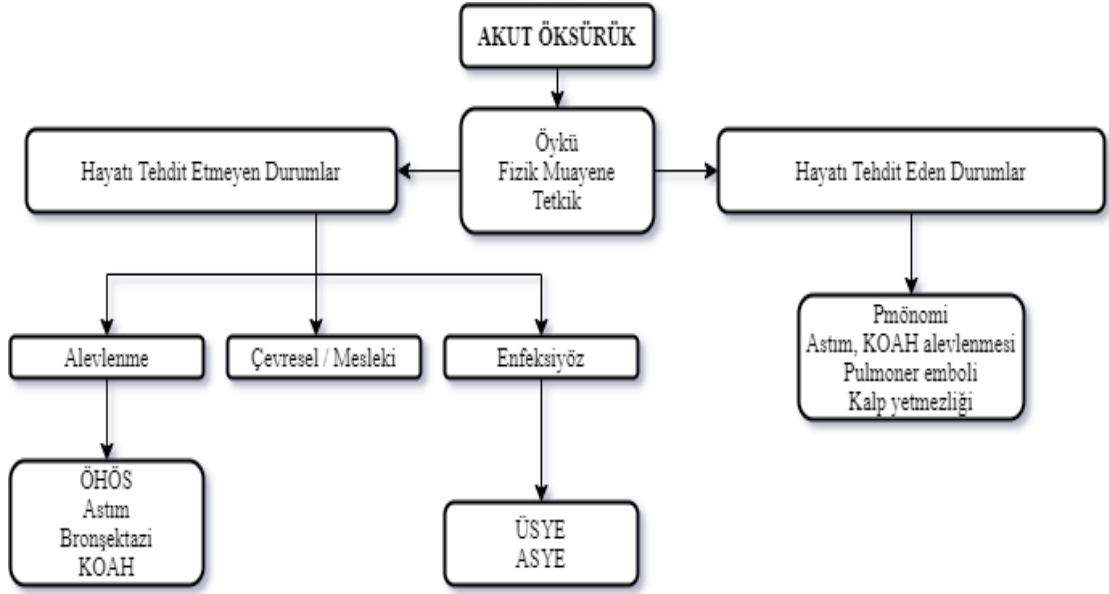 AKUT ÖKSÜRÜK
Öykü
Fizik Muayene
Tetkik
Hayatı Tehdit Etmeyen Durumlar
Hayatı Tehdit Eden Durumlar
Alevlenme
Çevresel / Mesleki
Enfeksiyöz
Pmönomi
Astım, KOAH alevlenmesi
Pulmoner emboli
Kalp yetmezliği
ÖHÖS
Astım
Bronşektazi
KOAH
ÜSYE
ASYE